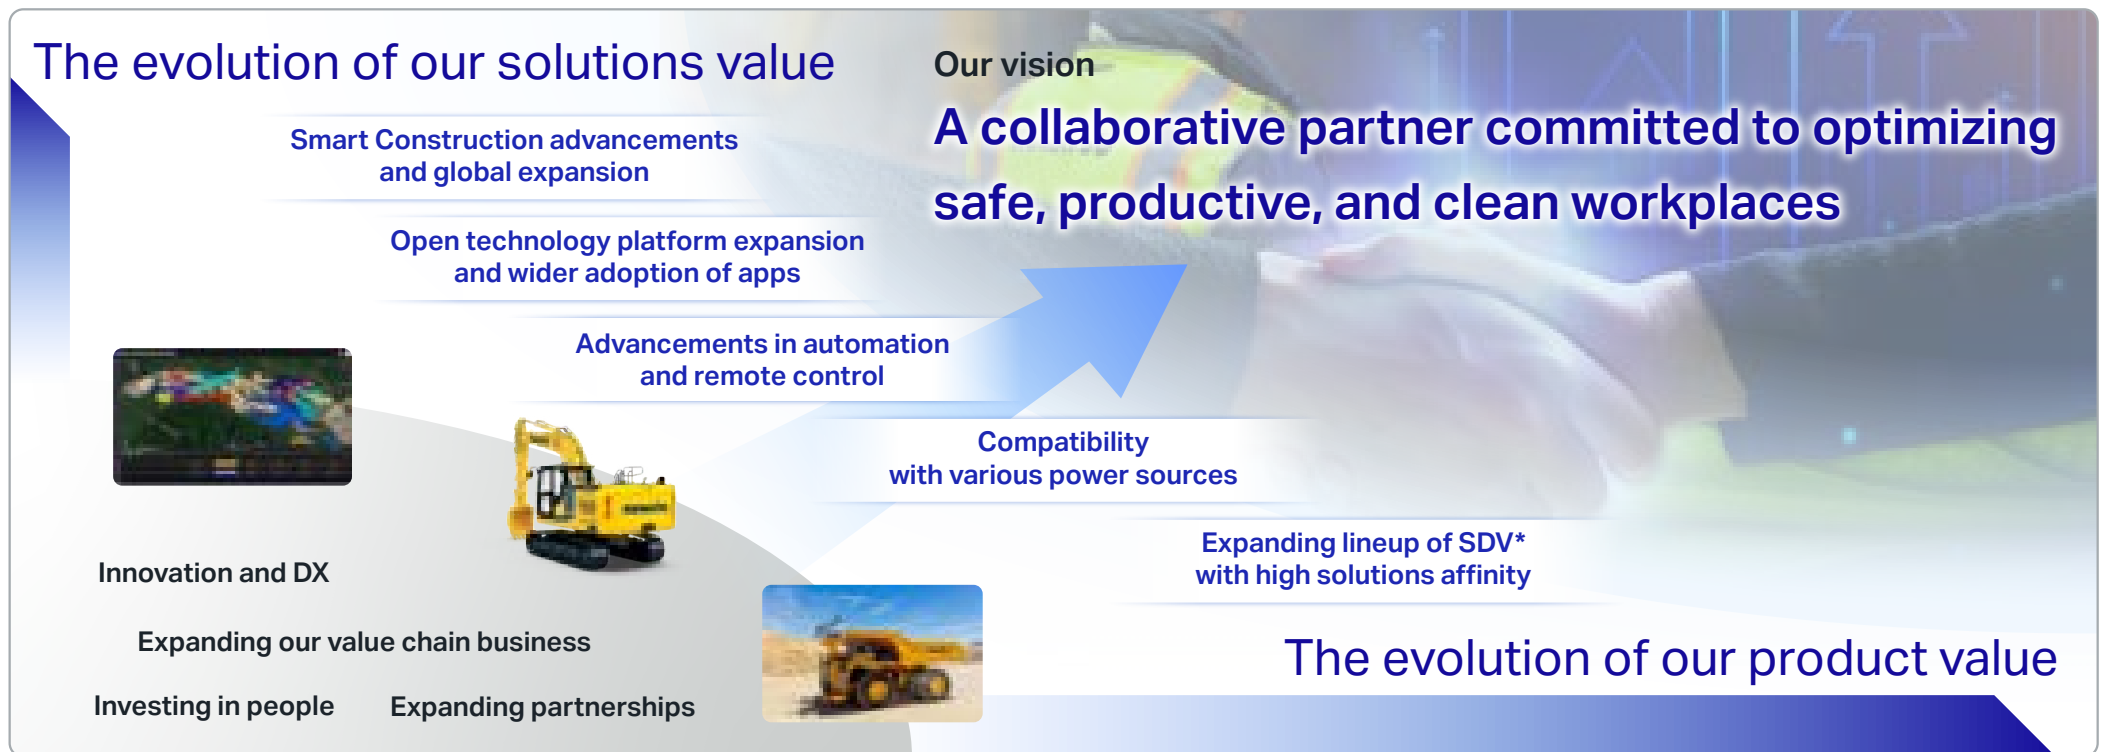 The evolution of our solutions value
Our vision
A collaborative partner committed to optimizing
safe, productive, and clean workplaces
Smart Construction advancements
and global expansion
Open technology platform expansion
and wider adoption of apps
Advancements in automation
and remote control
Compatibility
with various power sources
Expanding lineup of SDV*
with high solutions affinity
Innovation and DX
Expanding our value chain business
Investing in people
Expanding partnerships
The evolution of our product value